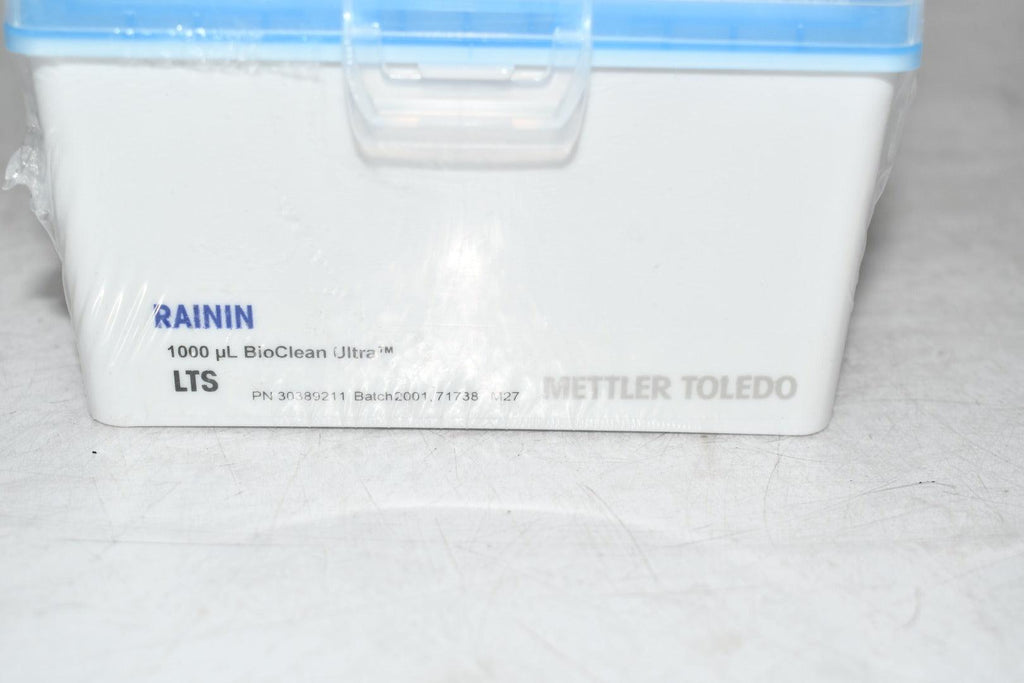 RAININ
1000 µL BioClean Ultra™
LTS
PN 30389211 Batch2001, 71738 M27
METTLER TOLEDO